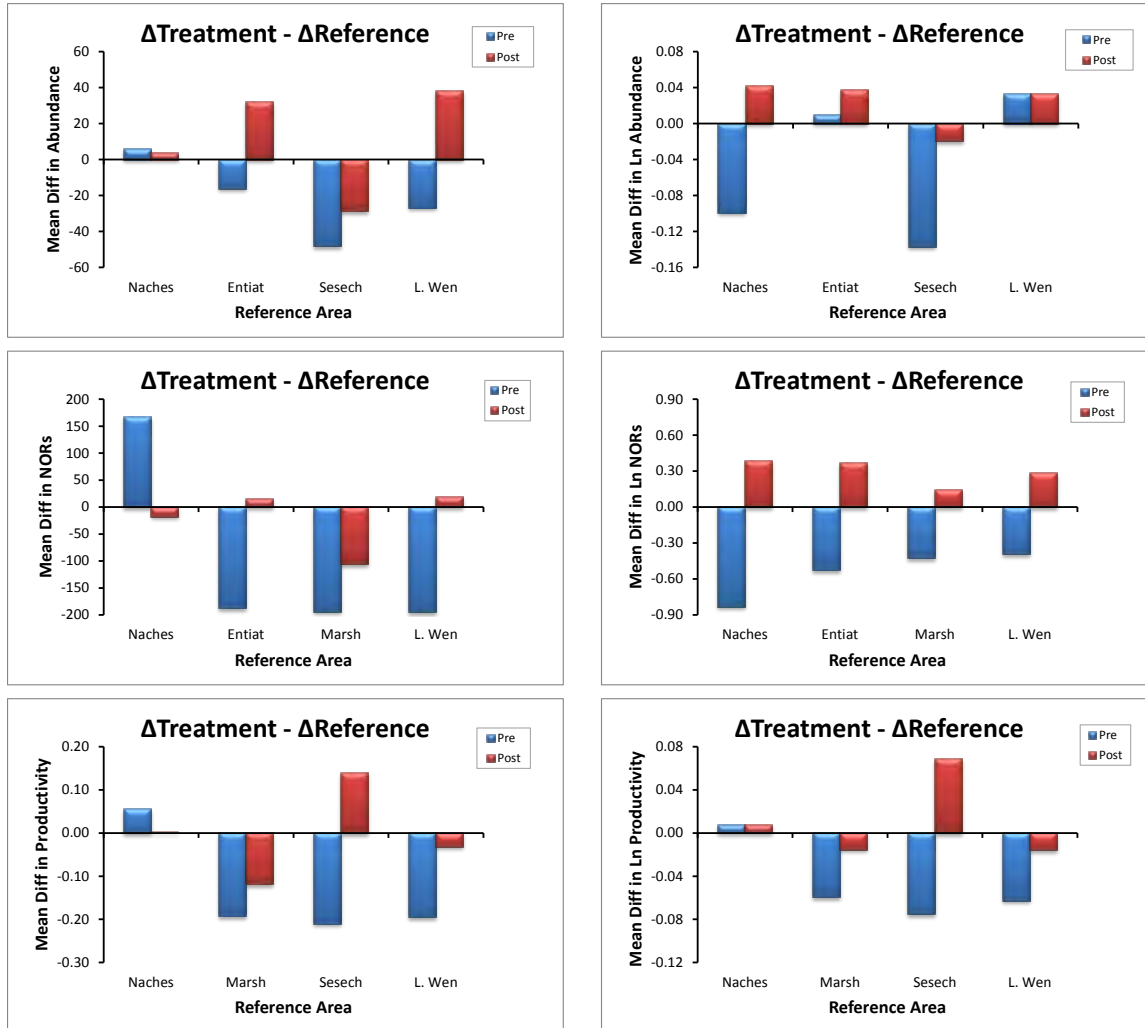 ΔTreatment - ΔReference
Pre
Post
Mean Diff in Abundance
60
40
20
0
-20
-40
-60
Naches Entiat Sesech L. Wen
Reference Area
ΔTreatment - ΔReference
Pre
Post
Mean Diff in Ln Abundance
0.08
0.04
0.00
-0.04
-0.08
-0.12
-0.16
Naches Entiat Sesech L. Wen
Reference Area
ΔTreatment - ΔReference
Pre
Post
Mean Diff in NORs
200
150
100
50
0
-50
-100
-150
-200
Naches Entiat Marsh L. Wen
Reference Area
ΔTreatment - ΔReference
Pre
Post
Mean Diff in Ln NORs
0.90
0.60
0.30
0.00
-0.30
-0.60
-0.90
Naches Entiat Marsh L. Wen
Reference Area
ΔTreatment - ΔReference
Pre
Post
Mean Diff in Productivity
0.20
0.10
0.00
-0.10
-0.20
-0.30
Naches Marsh Sesech L. Wen
Reference Area
ΔTreatment - ΔReference
Pre
Post
Mean Diff in Ln Productivity
0.08
0.04
0.00
-0.04
-0.08
-0.12
Naches Marsh Sesech L. Wen
Reference Area